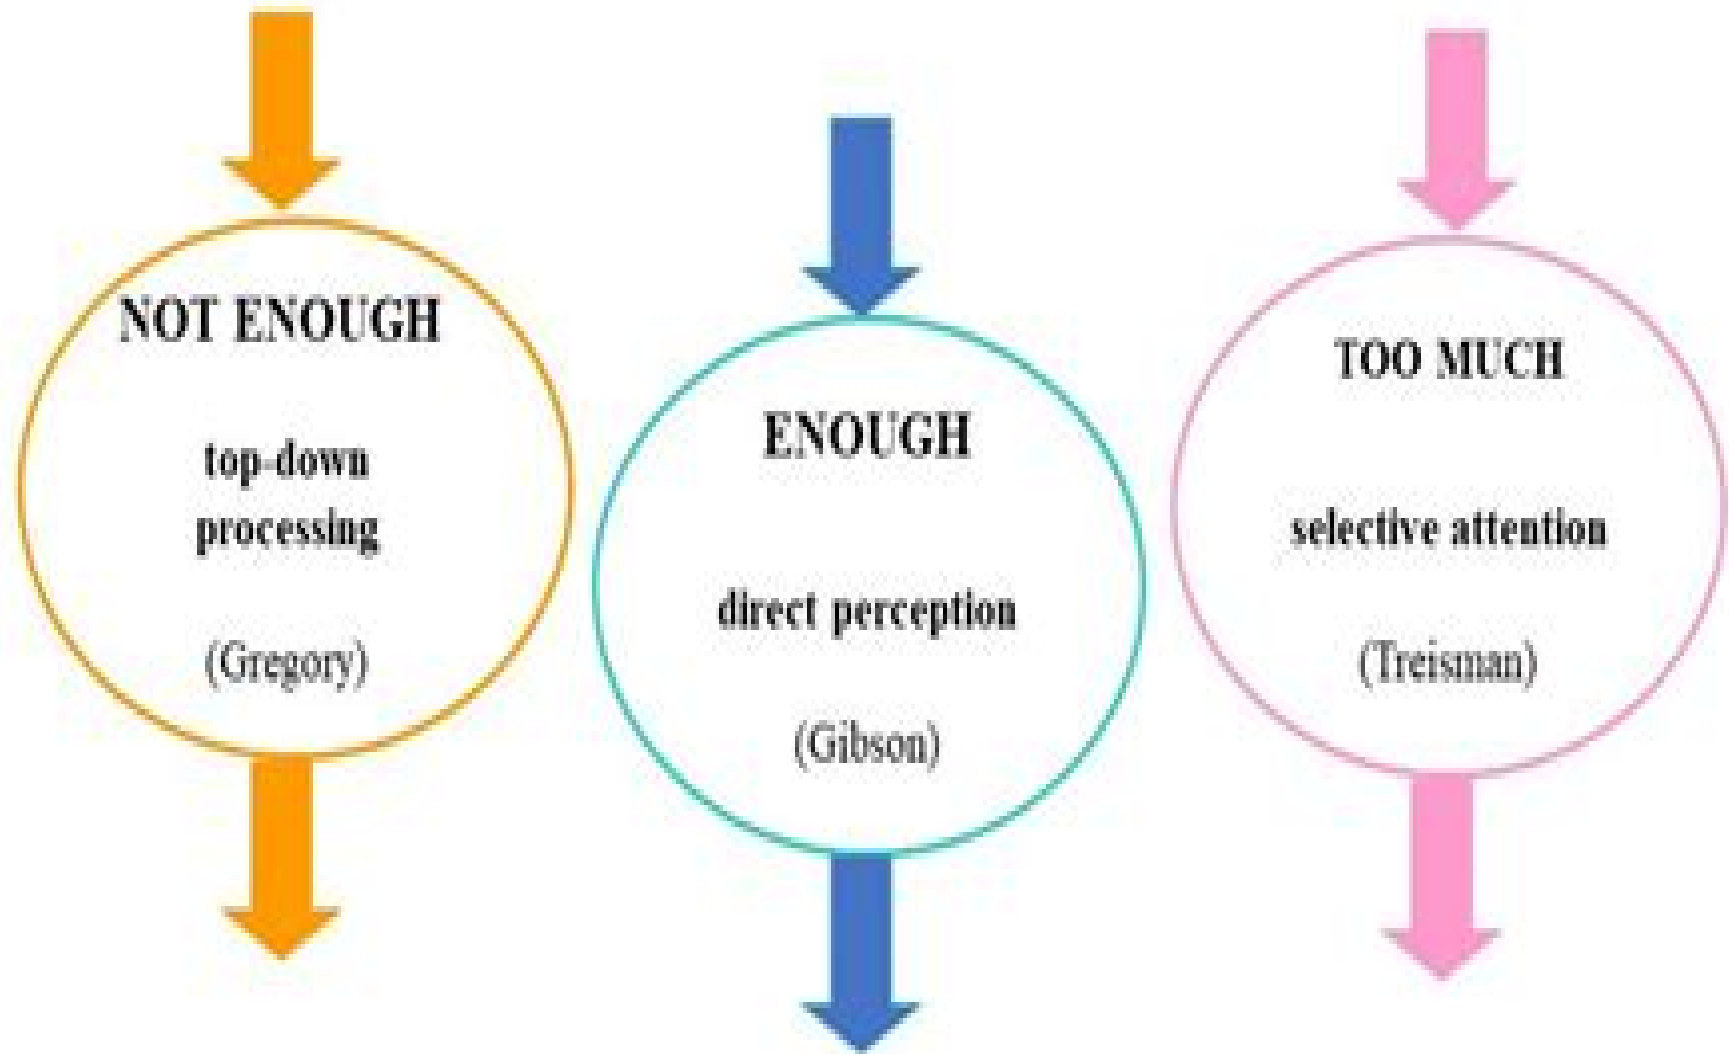 NOT ENOUGH
top-down
processing
(Gregory)
ENOUGH
direct perception
(Gibson)
TOO MUCH
selective attention
(Treisman)